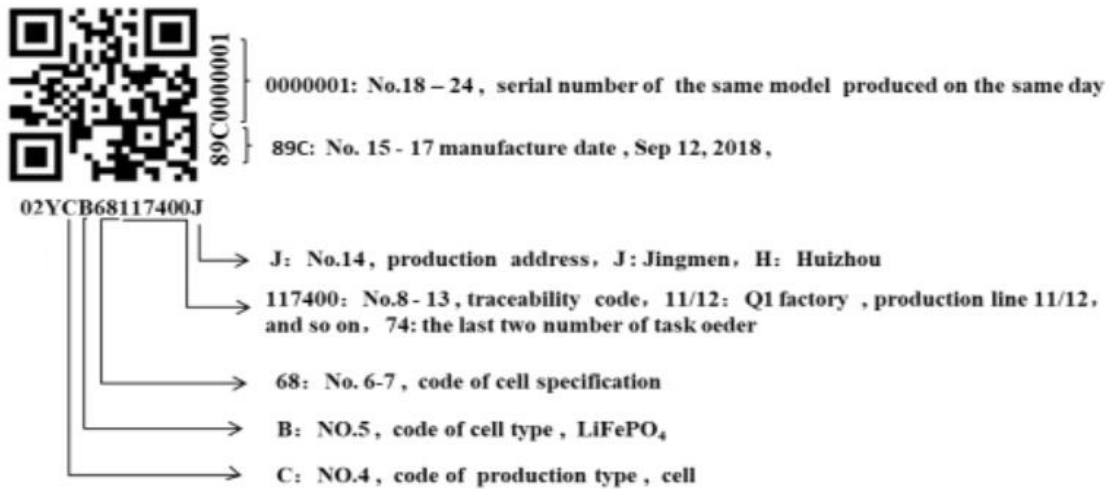 89C0000001
0000001: No.18 – 24, serial number of the same model produced on the same day
89C: No. 15 - 17 manufacture date , Sep 12, 2018 ,
02YCB68117400J
J: No.14, production address, J: Jingmen, H: Huizhou
117400: No.8 - 13 , traceability code, 11/12: Q1 factory , production line 11/12,
and so on, 74: the last two number of task oeder
68: No. 6-7 , code of cell specification
B: NO.5 , code of cell type , LiFePO₄
C: NO.4 , code of production type , cell